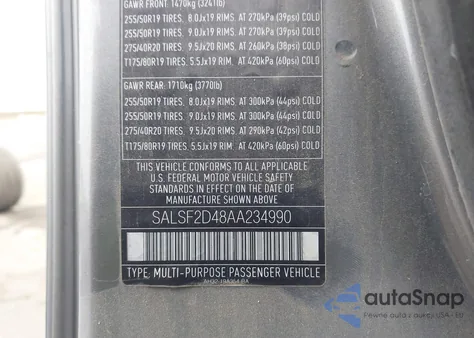 GAWR FRONT: 1470kg (3241lb)
255/50R19 TIRES, 8.0Jx19 RIMS, AT 270kPa (39psi) COLD
255/50R19 TIRES, 9.0Jx19 RIMS, AT 270kPa (39psi) COLD
275/40R20 TIRES, 9.5Jx20 RIMS, AT 260kPa (38psi) COLD
T175/80R19 TIRES, 5.5Jx19 RIM, AT 420kPa (60psi) COLD
GAWR REAR: 1710kg (3770lb)
255/50R19 TIRES, 8.0Jx19 RIMS, AT 300kPa (44psi) COLD
255/50R19 TIRES, 9.0Jx19 RIMS, AT 300kPa (44psi) COLD
275/40R20 TIRES, 9.5Jx20 RIMS, AT 290kPa (42psi) COLD
T175/80R19 TIRES, 5.5Jx19 RIM, AT 420kPa (60psi) COLD
THIS VEHICLE CONFORMS TO ALL APPLICABLE
U.S. FEDERAL MOTOR VEHICLE SAFETY
STANDARDS IN EFFECT ON THE DATE OF
MANUFACTURE SHOWN ABOVE
SALSF2D48AA234990
TYPE: MULTI-PURPOSE PASSENGER VEHICLE
autoSnap
Pewne auta z aukcji USA i EU